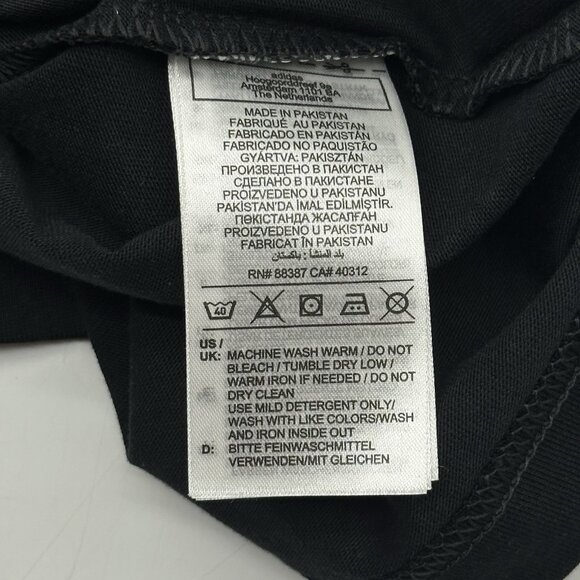 adidas
Hoogoorddreef 9a
Amsterdam 1101 BA
The Netherlands
MADE IN PAKISTAN
FABRIQUÉ AU PAKISTAN
FABRICADO EN PAKISTÁN
FABRICADO NO PAQUISTÃO
GYÁRTVA: PAKISZTÁN
ПРОИЗВЕДЕНО В ПАКИСТАН
СДЕЛАНО В ПАКИСТАНЕ
PROIZVEDENO U PAKISTANU
PAKİSTAN'DA İMAL EDİLMİŞTİR.
ПӘКІСТАНДА ЖАСАЛҒАН
PROIZVEDENO U PAKISTANU
FABRICAT ÎN PAKISTAN
بلد المنشأ: باكستان
RN# 88387 CA# 40312
40
US /
UK: MACHINE WASH WARM / DO NOT
BLEACH / TUMBLE DRY LOW /
WARM IRON IF NEEDED / DO NOT
DRY CLEAN
USE MILD DETERGENT ONLY/
WASH WITH LIKE COLORS/WASH
AND IRON INSIDE OUT
D: BITTE FEINWASCHMITTEL
VERWENDEN/MIT GLEICHEN